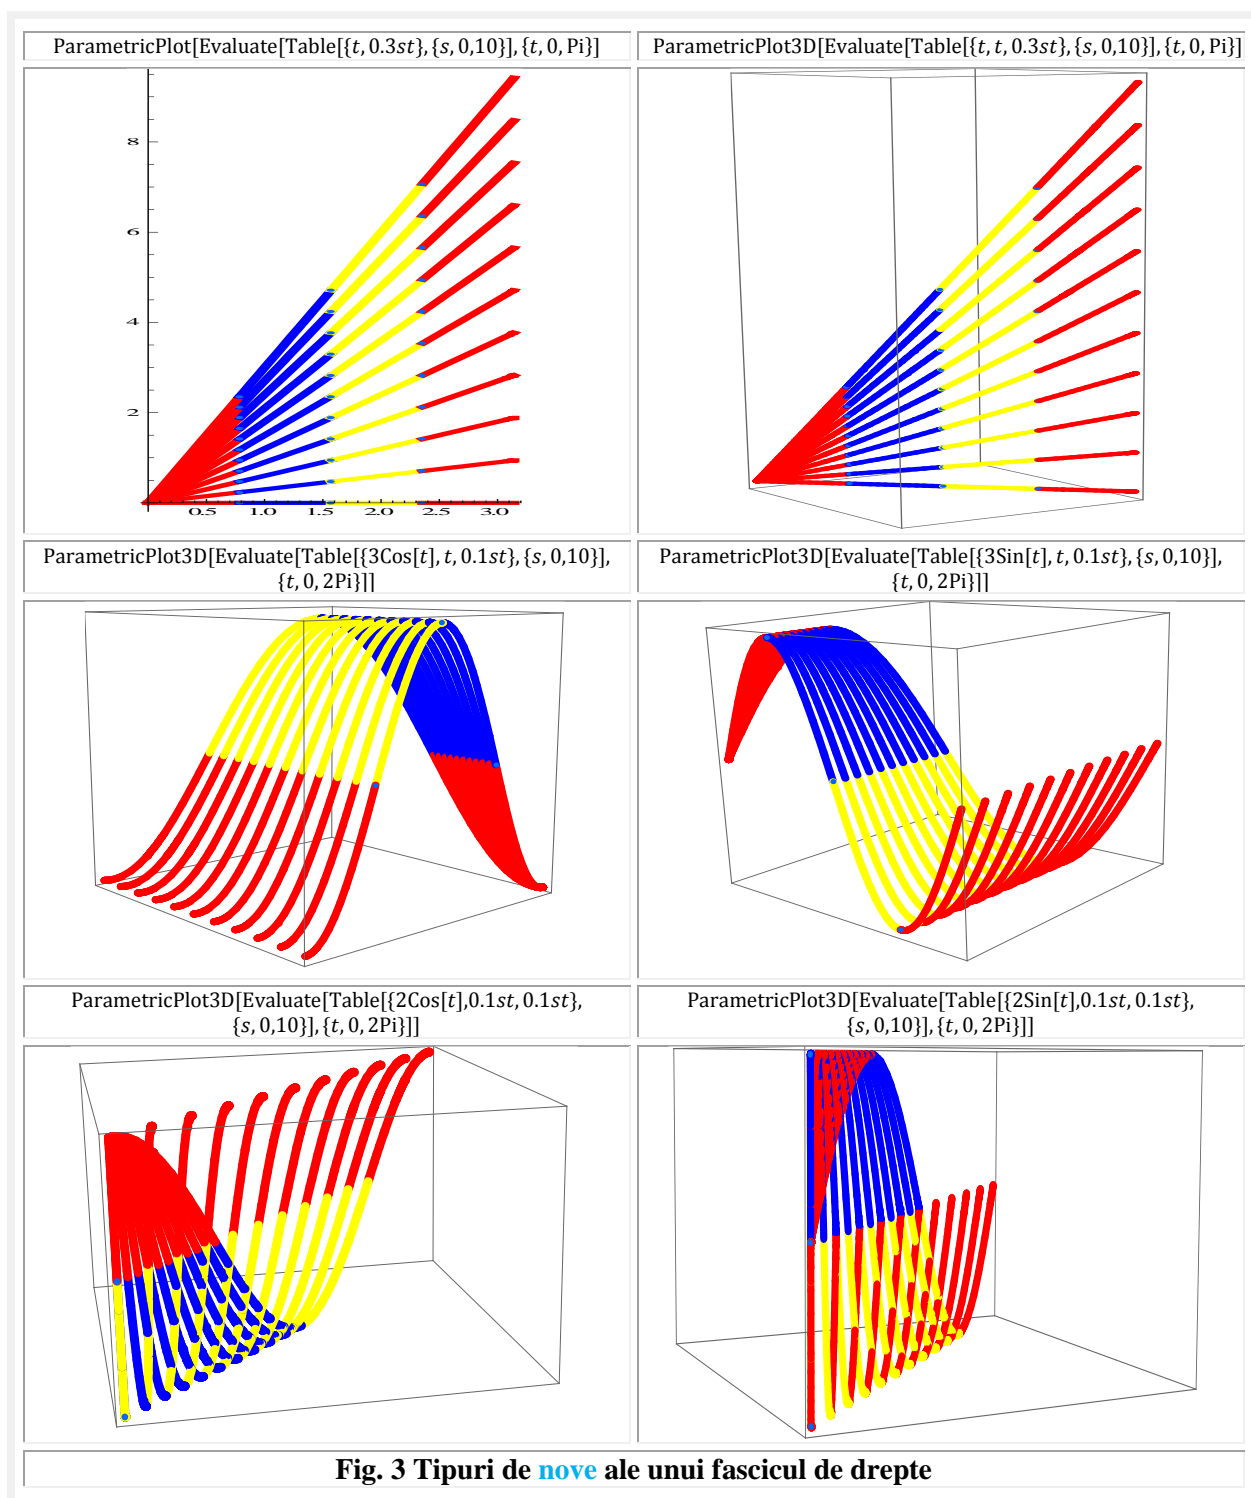 ParametricPlot[Evaluate[Table[{t, 0.3st}, {s, 0,10}], {t, 0, Pi}]
ParametricPlot3D[Evaluate[Table[{t, t, 0.3st}, {s, 0,10}], {t, 0, Pi}]
8
6
4
2
0.5 1.0 1.5 2.0 2.5 3.0
ParametricPlot3D[Evaluate[Table[{3Cos[t], t, 0.1st}, {s, 0,10}],
{t, 0, 2Pi}]]
ParametricPlot3D[Evaluate[Table[{3Sin[t], t, 0.1st}, {s, 0,10}],
{t, 0, 2Pi}]]
ParametricPlot3D[Evaluate[Table[{2Cos[t],0.1st, 0.1st},
{s, 0,10}], {t, 0, 2Pi}]]
ParametricPlot3D[Evaluate[Table[{2Sin[t],0.1st, 0.1st},
{s, 0,10}], {t, 0, 2Pi}]]
Fig. 3 Tipuri de nove ale unui fascicul de drepte